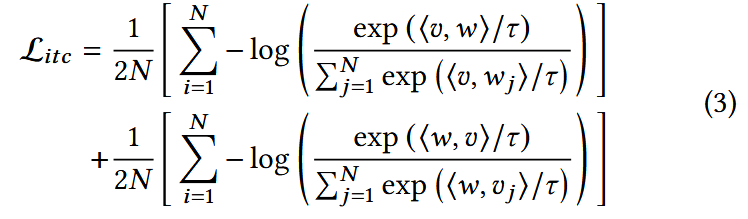 \mathcal{L}_{itc} = \frac{1}{2N} \left[ \sum_{i=1}^{N} -\log \left( \frac{\exp(\langle v, w \rangle / \tau)}{\sum_{j=1}^{N} \exp(\langle v, w_j \rangle / \tau)} \right) \right]
+ \frac{1}{2N} \left[ \sum_{i=1}^{N} -\log \left( \frac{\exp(\langle w, v \rangle / \tau)}{\sum_{j=1}^{N} \exp(\langle w, v_j \rangle / \tau)} \right) \right] (3)